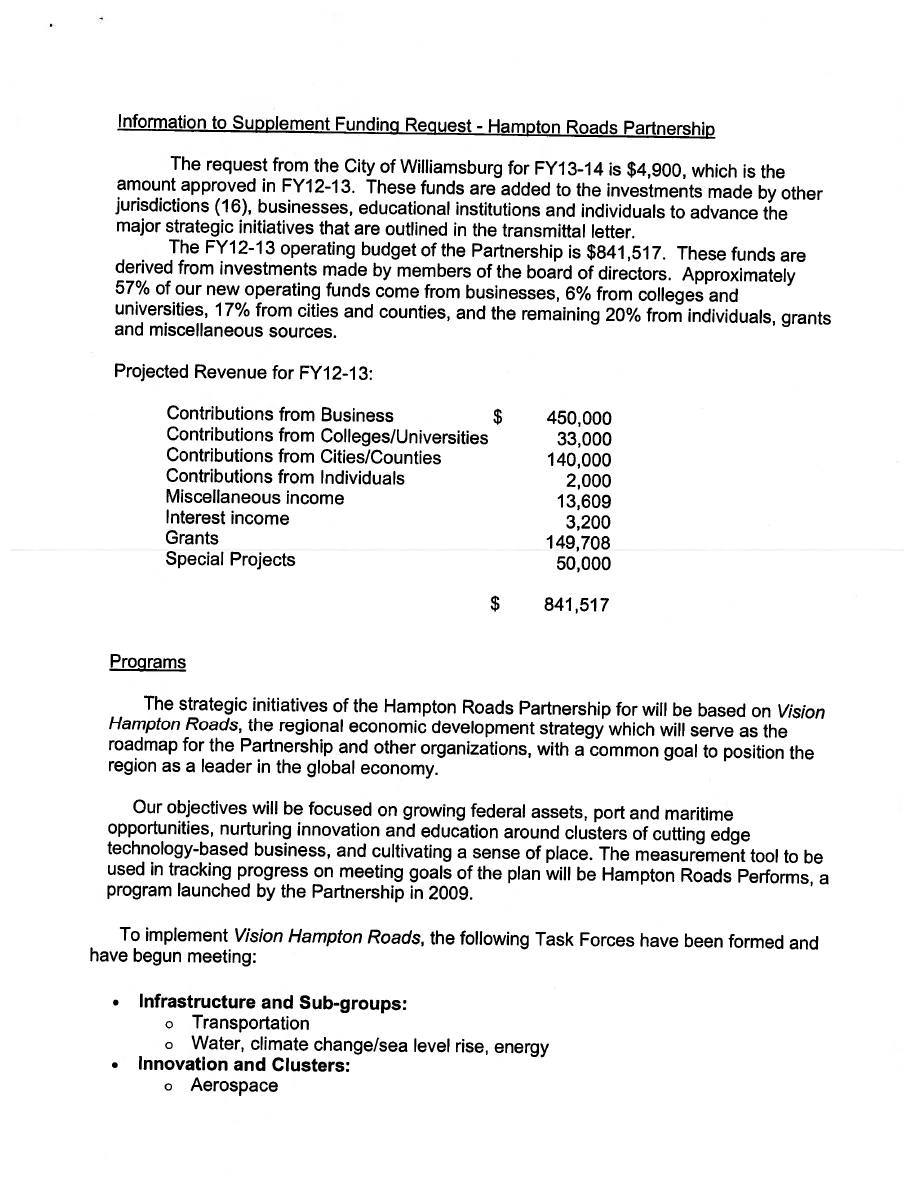 Information to Supplement Funding Request - Hampton Roads Partnership
The request from the City of Williamsburg for FY13-14 is $4,900, which is the
amount approved in FY12-13. These funds are added to the investments made by other
jurisdictions (16), businesses, educational institutions and individuals to advance the
major strategic initiatives that are outlined in the transmittal letter.
The FY12-13 operating budget of the Partnership is $841,517. These funds are
derived from investments made by members of the board of directors. Approximately
57% of our new operating funds come from businesses, 6% from colleges and
universities, 17% from cities and counties, and the remaining 20% from individuals, grants
and miscellaneous sources.
Projected Revenue for FY12-13:
Contributions from Business $ 450,000
Contributions from Colleges/Universities 33,000
Contributions from Cities/Counties 140,000
Contributions from Individuals 2,000
Miscellaneous income 13,609
Interest income 3,200
Grants 149,708
Special Projects 50,000
$ 841,517
Programs
The strategic initiatives of the Hampton Roads Partnership for will be based on Vision
Hampton Roads, the regional economic development strategy which will serve as the
roadmap for the Partnership and other organizations, with a common goal to position the
region as a leader in the global economy.
Our objectives will be focused on growing federal assets, port and maritime
opportunities, nurturing innovation and education around clusters of cutting edge
technology-based business, and cultivating a sense of place. The measurement tool to be
used in tracking progress on meeting goals of the plan will be Hampton Roads Performs, a
program launched by the Partnership in 2009.
To implement Vision Hampton Roads, the following Task Forces have been formed and
have begun meeting:
• Infrastructure and Sub-groups:
o Transportation
o Water, climate change/sea level rise, energy
• Innovation and Clusters:
o Aerospace